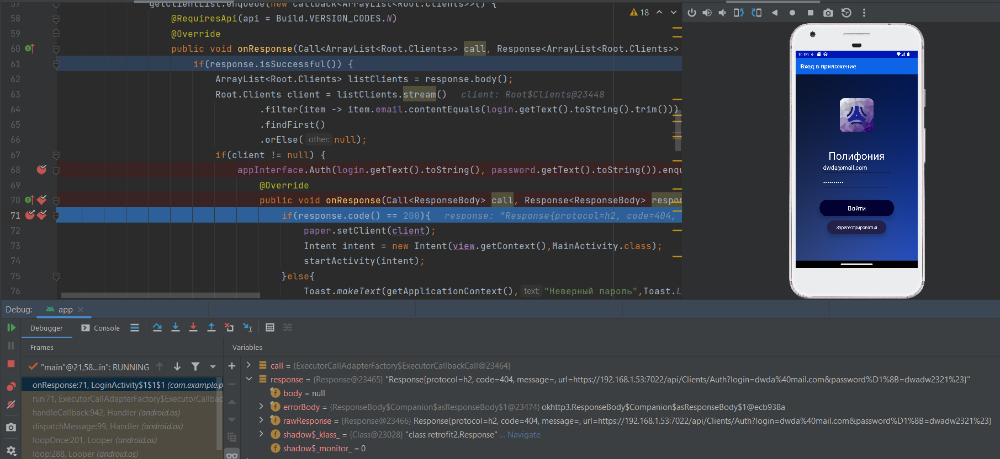 57 getClientList.enqueue(new Callback<ArrayList<Root.Clients>>() {
58 @RequiresApi(api = Build.VERSION_CODES.N)
59 @Override
60 public void onResponse(Call<ArrayList<Root.Clients>> call, Response<ArrayList<Root.Clients>>
61 if(response.isSuccessful()) {
62 ArrayList<Root.Clients> listClients = response.body();
63 Root.Clients client = listClients.stream() client: Root$Clients@23448
64 .filter(item -> item.email.contentEquals(login.getText().toString().trim()))
65 .findFirst()
66 .orElse( other: null);
67 if(client != null) {
68 appInterface.Auth(login.getText().toString(), password.getText().toString()).enqu
69 @Override
70 public void onResponse(Call<ResponseBody> call, Response<ResponseBody> respon
71 if(response.code() == 200){ response: "Response{protocol=h2, code=404,
72 paper.setClient(client);
73 Intent intent = new Intent(view.getContext(),MainActivity.class);
74 startActivity(intent);
75 }else{
76 Toast.makeText(getApplicationContext(), text: "Неверный пароль",Toast.L
18
10:00
Вход в приложение
Полифония
dwda@mail.com
••••••••••
Войти
Зарегестрироваться
Debug: app
Debugger Console
Frames
Variables
"main"@21,58...in": RUNNING
onResponse:71, LoginActivity$1$1$1 (com.example.p
run:71, ExecutorCallAdapterFactory$ExecutorCallbac
handleCallback:942, Handler (android.os)
dispatchMessage:99, Handler (android.os)
loopOnce:201, Looper (android.os)
loop:288, Looper (android.os)
call = {ExecutorCallAdapterFactory$ExecutorCallbackCall@23464}
response = {Response@23465} "Response{protocol=h2, code=404, message=, url=https://192.168.1.53:7022/api/Clients/Auth?login=dwda%40mail.com&password%D1%8B=dwadw2321%23}"
f body = null
f errorBody = {ResponseBody$Companion$asResponseBody$1@23474} okhttp3.ResponseBody$Companion$asResponseBody$1@ecb938a
f rawResponse = {Response@23466} Response{protocol=h2, code=404, message=, url=https://192.168.1.53:7022/api/Clients/Auth?login=dwda%40mail.com&password%D1%8B=dwadw2321%23}
f shadow$_klass_ = {Class@23028} "class retrofit2.Response" ... Navigate
f shadow$_monitor_ = 0